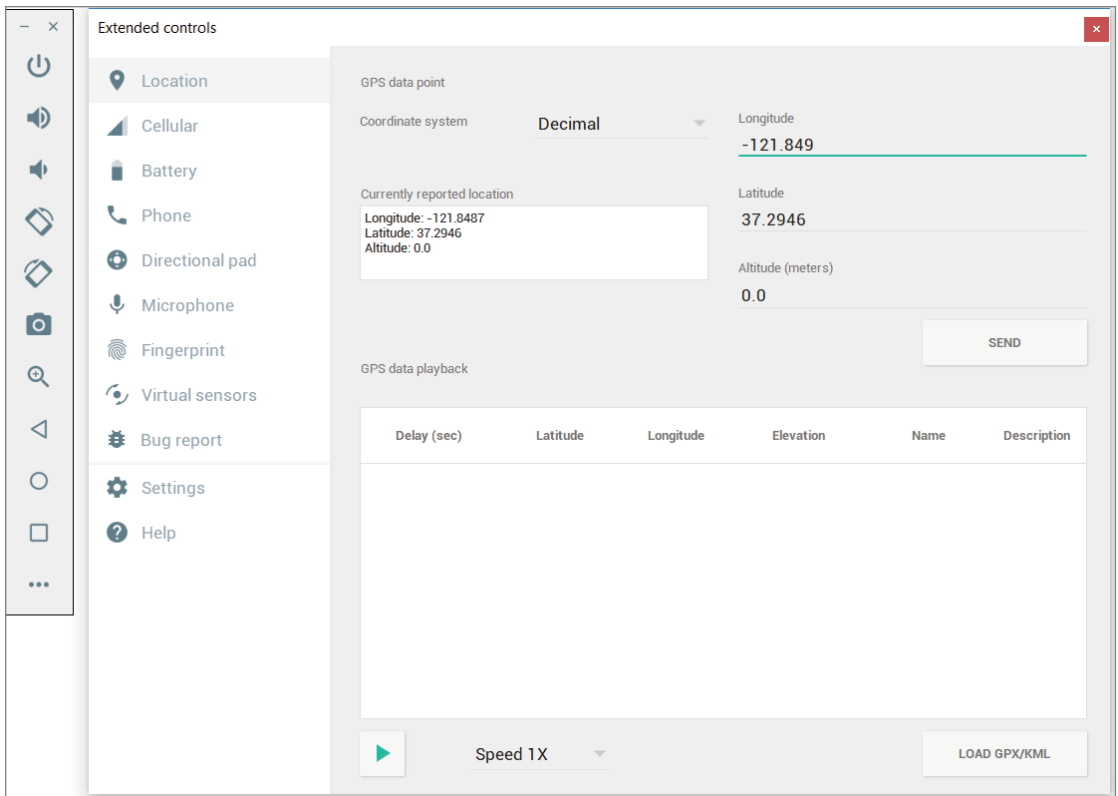 Extended controls
Location
Cellular
Battery
Phone
Directional pad
Microphone
Fingerprint
Virtual sensors
Bug report
Settings
Help
GPS data point
Coordinate system
Decimal
Longitude
-121.849
Currently reported location
Longitude: -121.8487
Latitude: 37.2946
Altitude: 0.0
Latitude
37.2946
Altitude (meters)
0.0
SEND
GPS data playback
Delay (sec) Latitude Longitude Elevation Name Description
Speed 1X
LOAD GPX/KML